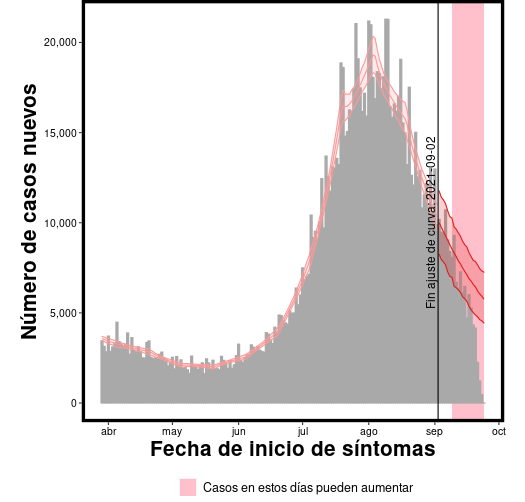 Número de casos nuevos
20,000
15,000
10,000
5,000
0
Fin ajuste de curva: 2021-09-02
abr may jun jul ago sep oct
Fecha de inicio de síntomas
Casos en estos días pueden aumentar